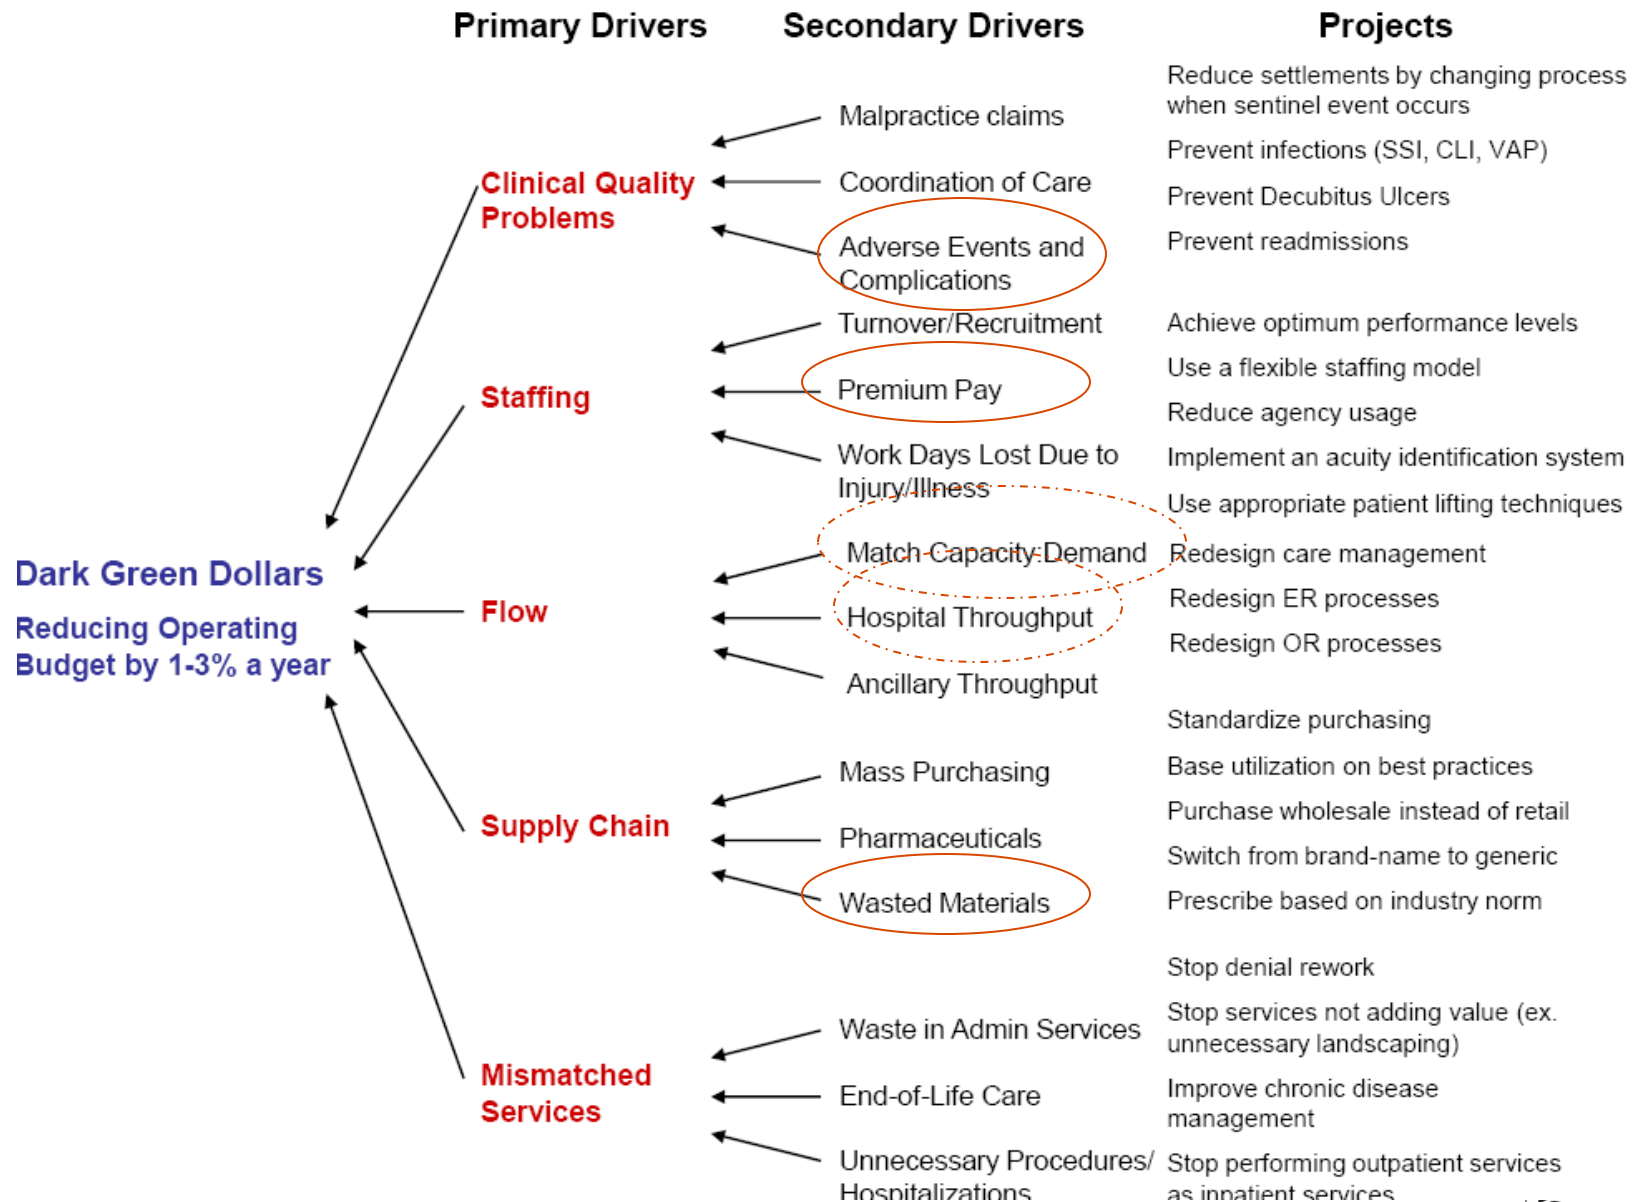 Primary Drivers
Secondary Drivers
Projects
Dark Green Dollars
Reducing Operating
Budget by 1-3% a year
Clinical Quality
Problems
Malpractice claims
Coordination of Care
Adverse Events and
Complications
Reduce settlements by changing process
when sentinel event occurs
Prevent infections (SSI, CLI, VAP)
Prevent Decubitus Ulcers
Prevent readmissions
Staffing
Turnover/Recruitment
Premium Pay
Work Days Lost Due to
Injury/Illness
Achieve optimum performance levels
Use a flexible staffing model
Reduce agency usage
Implement an acuity identification system
Use appropriate patient lifting techniques
Flow
Match Capacity:Demand
Hospital Throughput
Ancillary Throughput
Redesign care management
Redesign ER processes
Redesign OR processes
Supply Chain
Mass Purchasing
Pharmaceuticals
Wasted Materials
Standardize purchasing
Base utilization on best practices
Purchase wholesale instead of retail
Switch from brand-name to generic
Prescribe based on industry norm
Mismatched
Services
Waste in Admin Services
End-of-Life Care
Unnecessary Procedures/
Hospitalizations
Stop denial rework
Stop services not adding value (ex.
unnecessary landscaping)
Improve chronic disease
management
Stop performing outpatient services
as inpatient services